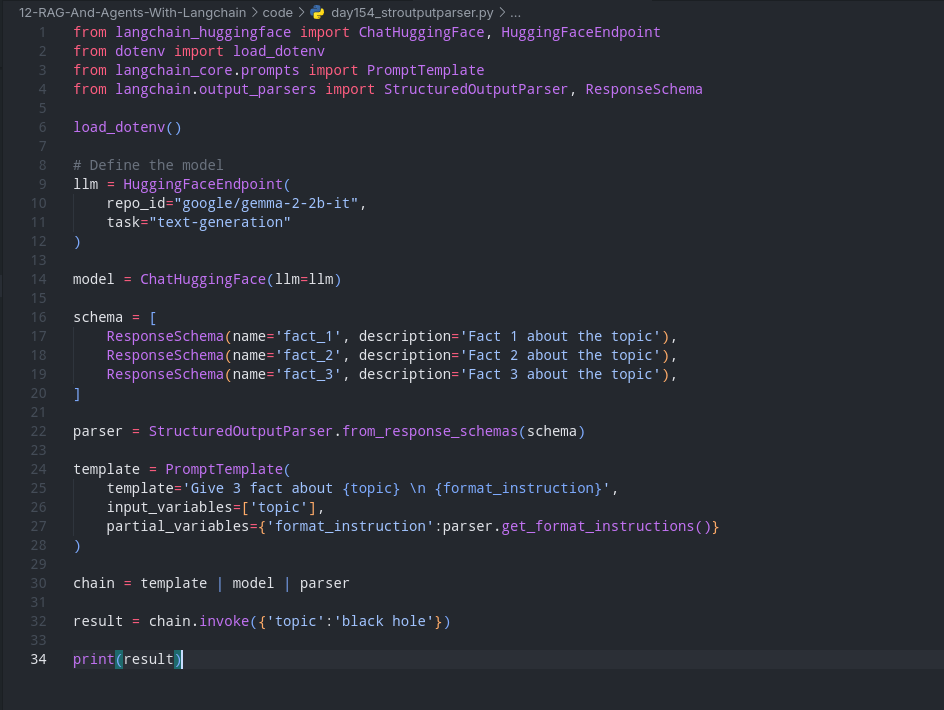 12-RAG-And-Agents-With-Langchain > code > day154_stroutputparser.py > ...
1 from langchain_huggingface import ChatHuggingFace, HuggingFaceEndpoint
2 from dotenv import load_dotenv
3 from langchain_core.prompts import PromptTemplate
4 from langchain.output_parsers import StructuredOutputParser, ResponseSchema
5
6 load_dotenv()
7
8 # Define the model
9 llm = HuggingFaceEndpoint(
10     repo_id="google/gemma-2-2b-it",
11     task="text-generation"
12 )
13
14 model = ChatHuggingFace(llm=llm)
15
16 schema = [
17     ResponseSchema(name='fact_1', description='Fact 1 about the topic'),
18     ResponseSchema(name='fact_2', description='Fact 2 about the topic'),
19     ResponseSchema(name='fact_3', description='Fact 3 about the topic'),
20 ]
21
22 parser = StructuredOutputParser.from_response_schemas(schema)
23
24 template = PromptTemplate(
25     template='Give 3 fact about {topic} \n {format_instruction}',
26     input_variables=['topic'],
27     partial_variables={'format_instruction':parser.get_format_instructions()}
28 )
29
30 chain = template | model | parser
31
32 result = chain.invoke({'topic':'black hole'})
33
34 print(result)